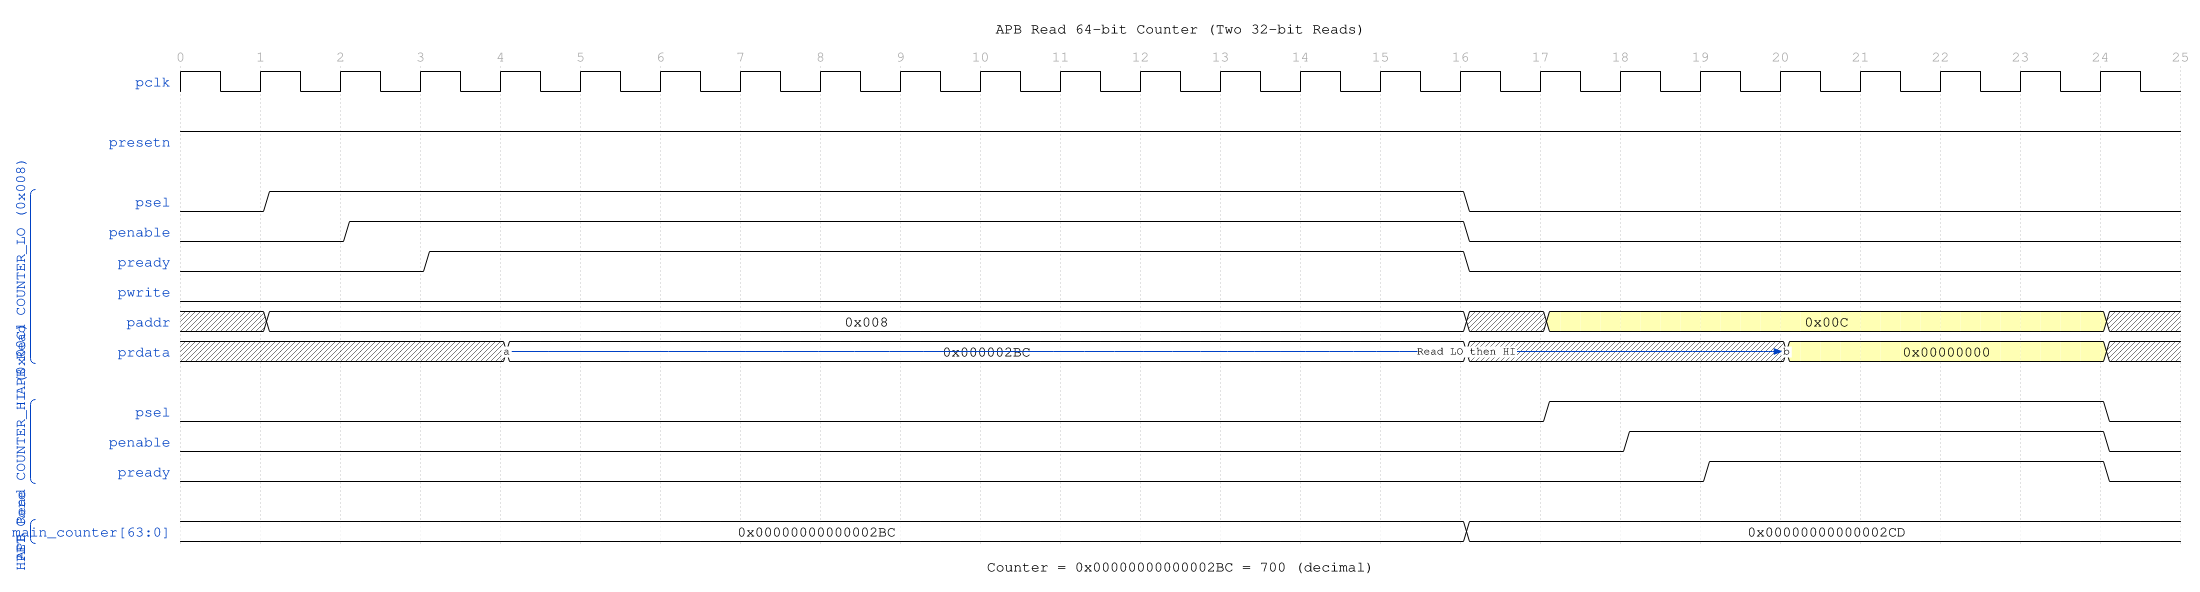 APB Read 64-bit Counter (Two 32-bit Reads)
0 1 2 3 4 5 6 7 8 9 10 11 12 13 14 15 16 17 18 19 20 21 22 23 24 25
pclk
presetn
psel
penable
pready
pwrite
paddr 0x008 0x00C
prdata a 0x000002BC Read LO then HI b 0x00000000
APB Read COUNTER_LO (0x008)
psel
penable
pready
APB Read COUNTER_HI (0x00C)
main_counter[63:0] 0x00000000000002BC 0x00000000000002CD
Counter = 0x00000000000002BC = 700 (decimal)